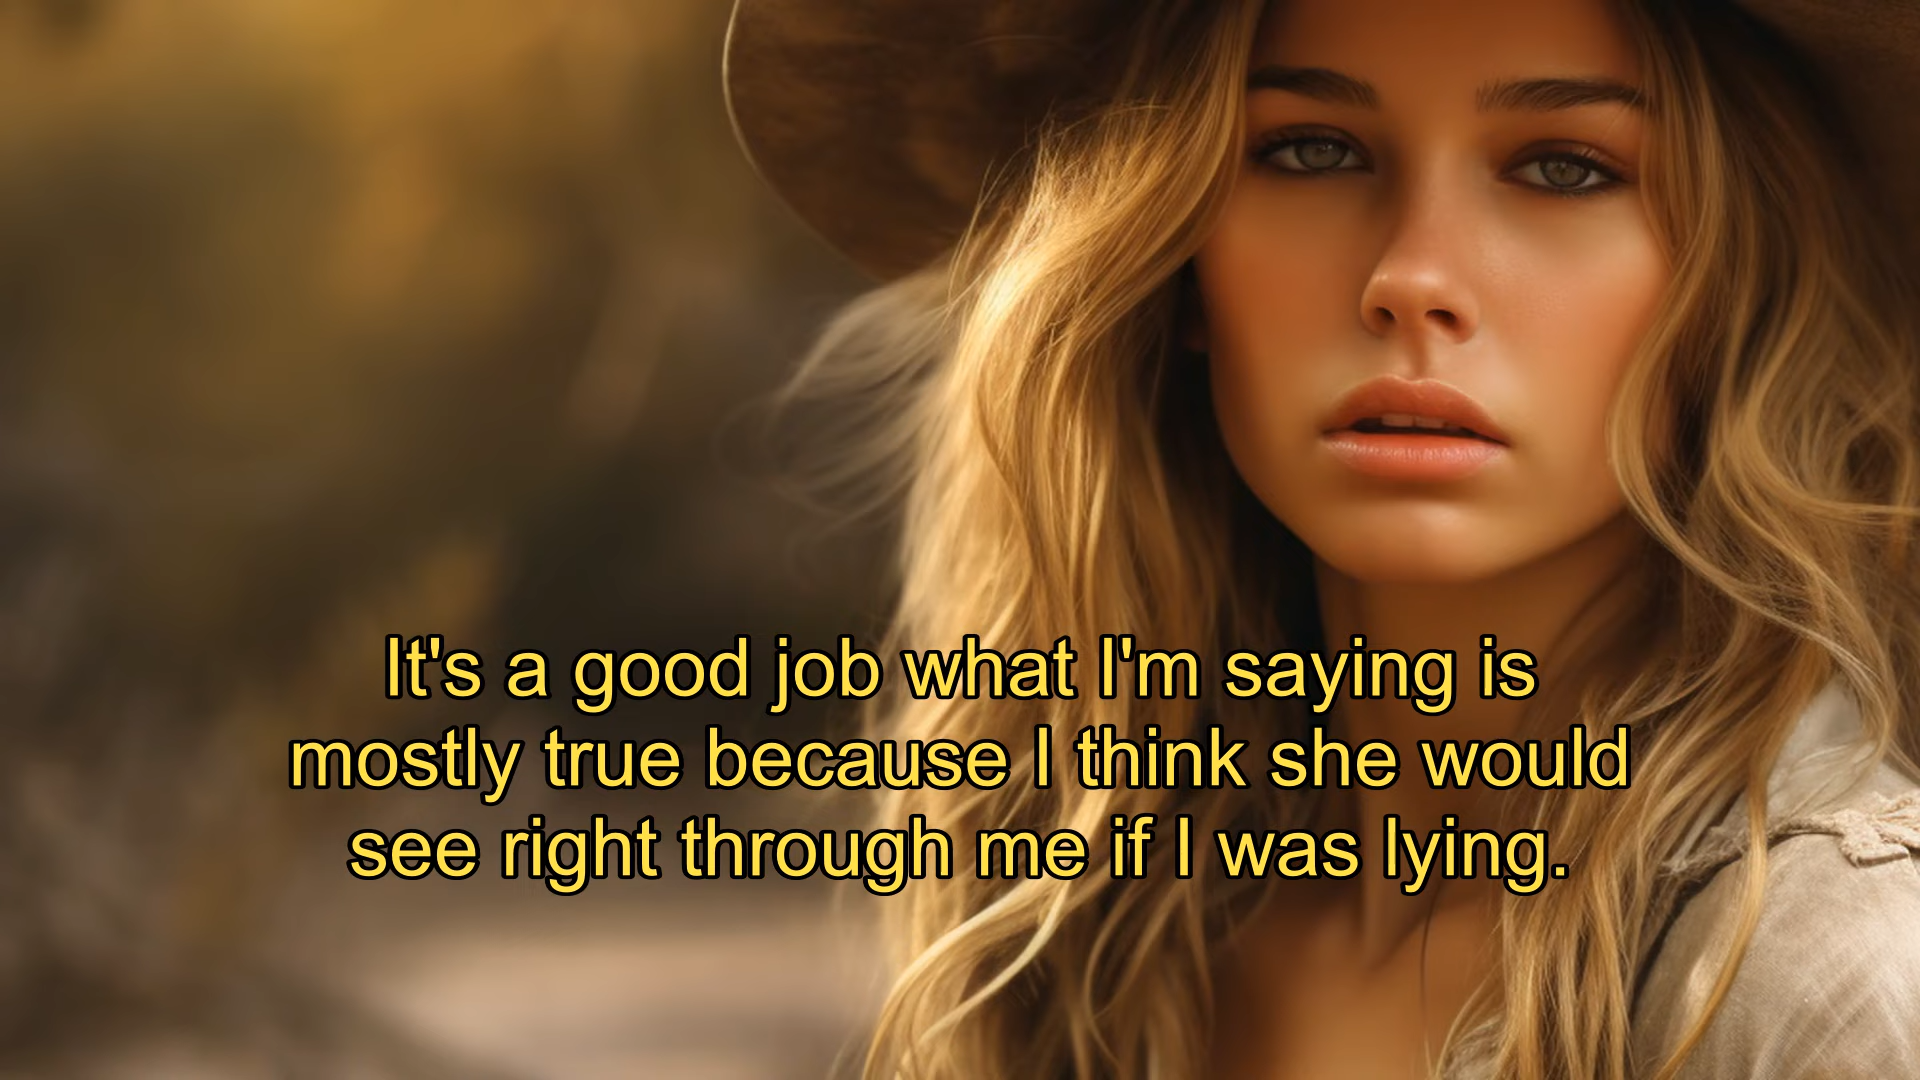 It's a good job what I'm saying is
mostly true because I think she would
see right through me if I was lying.